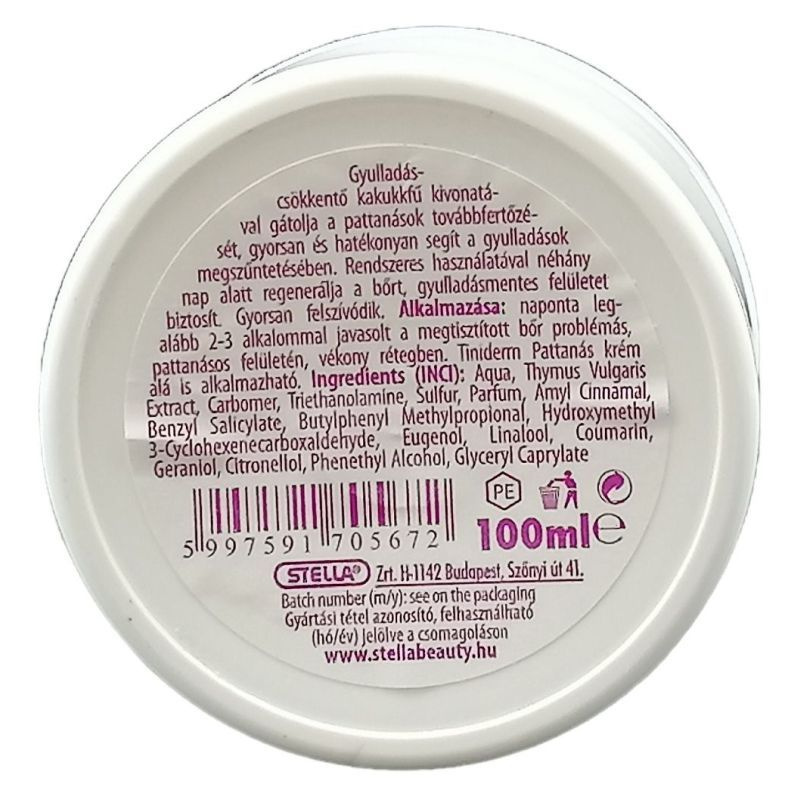 Gyulladás-
csökkentő kakukkfű kivonatá-
val gátolja a pattanások továbbfertőzé-
sét, gyorsan és hatékonyan segít a gyulladások
megszűntetésében. Rendszeres használatával néhány
nap alatt regenerálja a bőrt, gyulladásmentes felületet
biztosít. Gyorsan felszívódik. Alkalmazása: naponta leg-
alább 2-3 alkalommal javasolt a megtisztított bőr problémás,
pattanásos felületén, vékony rétegben. Tiniderm Pattanás krém
alá is alkalmazható. Ingredients (INCI): Aqua, Thymus Vulgaris
Extract, Carbomer, Triethanolamine, Sulfur, Parfum, Amyl Cinnamal,
Benzyl Salicylate, Butylphenyl Methylpropional, Hydroxymethyl
3-Cyclohexenecarboxaldehyde, Eugenol, Linalool, Coumarin,
Geraniol, Citronellol, Phenethyl Alcohol, Glyceryl Caprylate
PE
100ml℮
5 997591 705672
STELLA® Zrt. H-1142 Budapest, Szőnyi út 41.
Batch number (m/y): see on the packaging
Gyártási tétel azonosító, felhasználható
(hó/év) Jelölve a csomagoláson
www.stellabeauty.hu